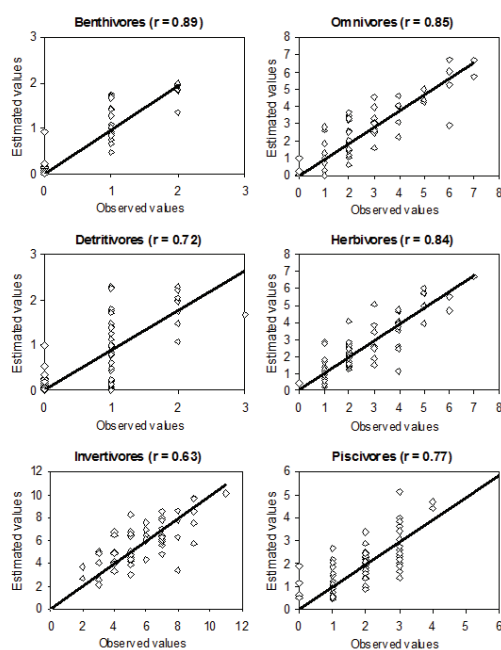 Benthivores (r = 0.89)
3
2
1
0
Estimated values
0 1 2 3
Observed values
Omnivores (r = 0.85)
8
7
6
5
4
3
2
1
0
Estimated values
0 1 2 3 4 5 6 7 8
Observed values
Detritivores (r = 0.72)
3
2
1
0
Estimated values
0 1 2 3
Observed values
Herbivores (r = 0.84)
8
7
6
5
4
3
2
1
0
Estimated values
0 1 2 3 4 5 6 7 8
Observed values
Invertivores (r = 0.63)
12
10
8
6
4
2
0
Estimated values
0 1 2 3 4 5 6 7 8 9 10 11 12
Observed values
Piscivores (r = 0.77)
6
5
4
3
2
1
0
Estimated values
0 1 2 3 4 5 6
Observed values